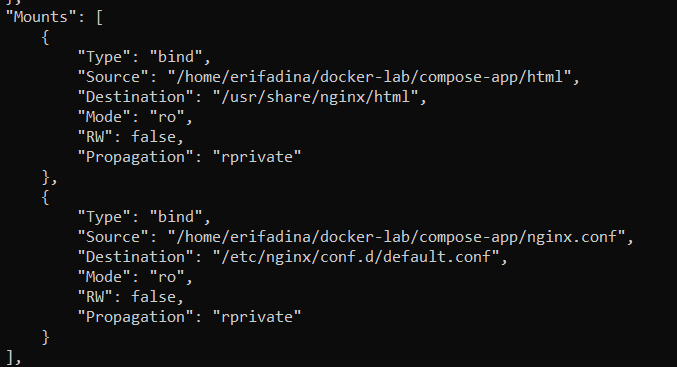 "Mounts": [
    {
        "Type": "bind",
        "Source": "/home/erifadina/docker-lab/compose-app/html",
        "Destination": "/usr/share/nginx/html",
        "Mode": "ro",
        "RW": false,
        "Propagation": "rprivate"
    },
    {
        "Type": "bind",
        "Source": "/home/erifadina/docker-lab/compose-app/nginx.conf",
        "Destination": "/etc/nginx/conf.d/default.conf",
        "Mode": "ro",
        "RW": false,
        "Propagation": "rprivate"
    }
],